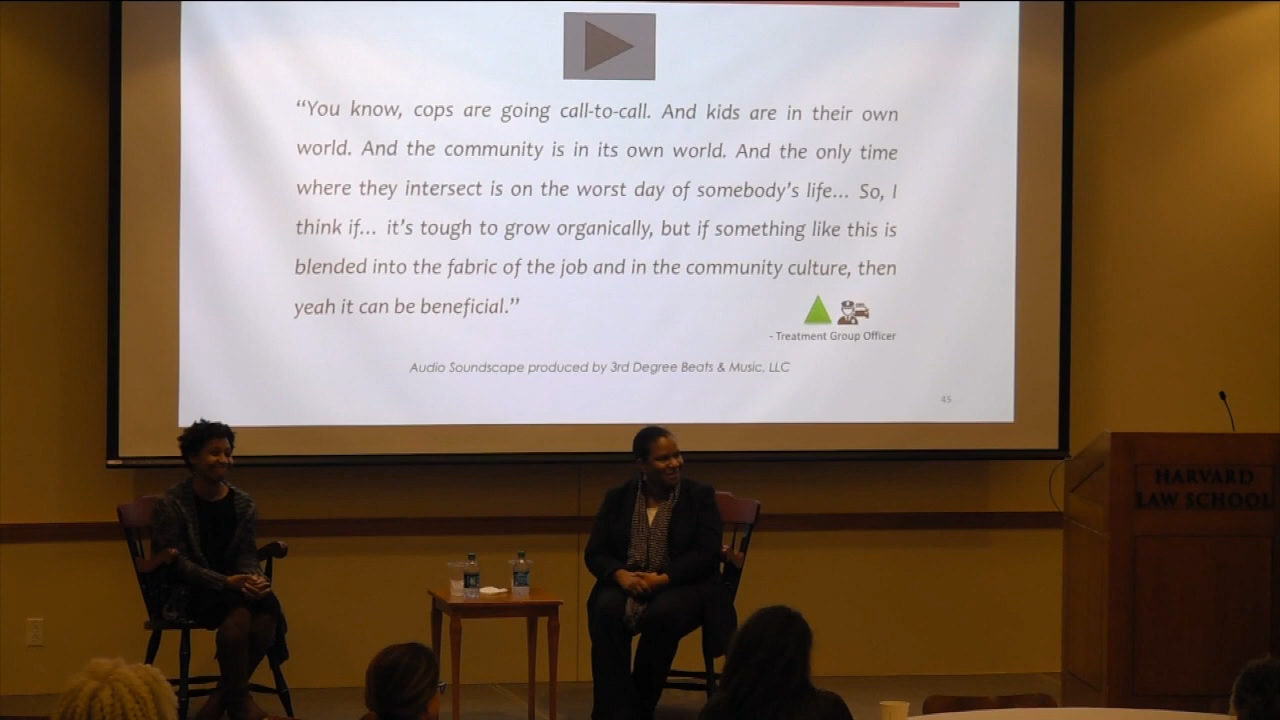 “You know, cops are going call-to-call. And kids are in their own
world. And the community is in its own world. And the only time
where they intersect is on the worst day of somebody’s life... So, I
think if... it’s tough to grow organically, but if something like this is
blended into the fabric of the job and in the community culture, then
yeah it can be beneficial.”
- Treatment Group Officer
Audio Soundscape produced by 3rd Degree Beats & Music, LLC
45
HARVARD
LAW SCHOOL